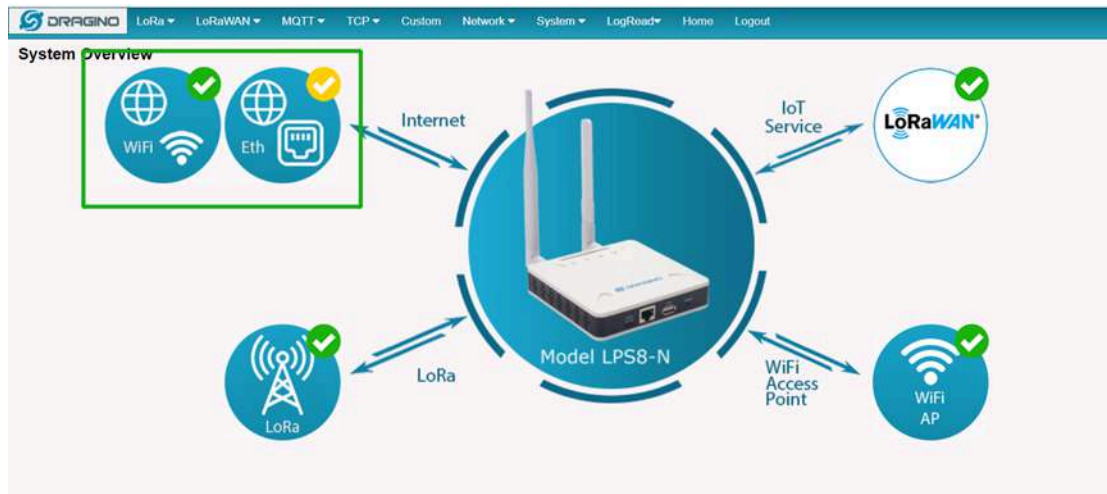 DRAGINO LoRa LoRaWAN MQTT TCP Custom Network System LogRead Home Logout
System Overview
WiFi
Eth
Internet
IoT
Service
LoRaWAN®
Model LPS8-N
LoRa
LoRa
WiFi
Access
Point
WiFi
AP